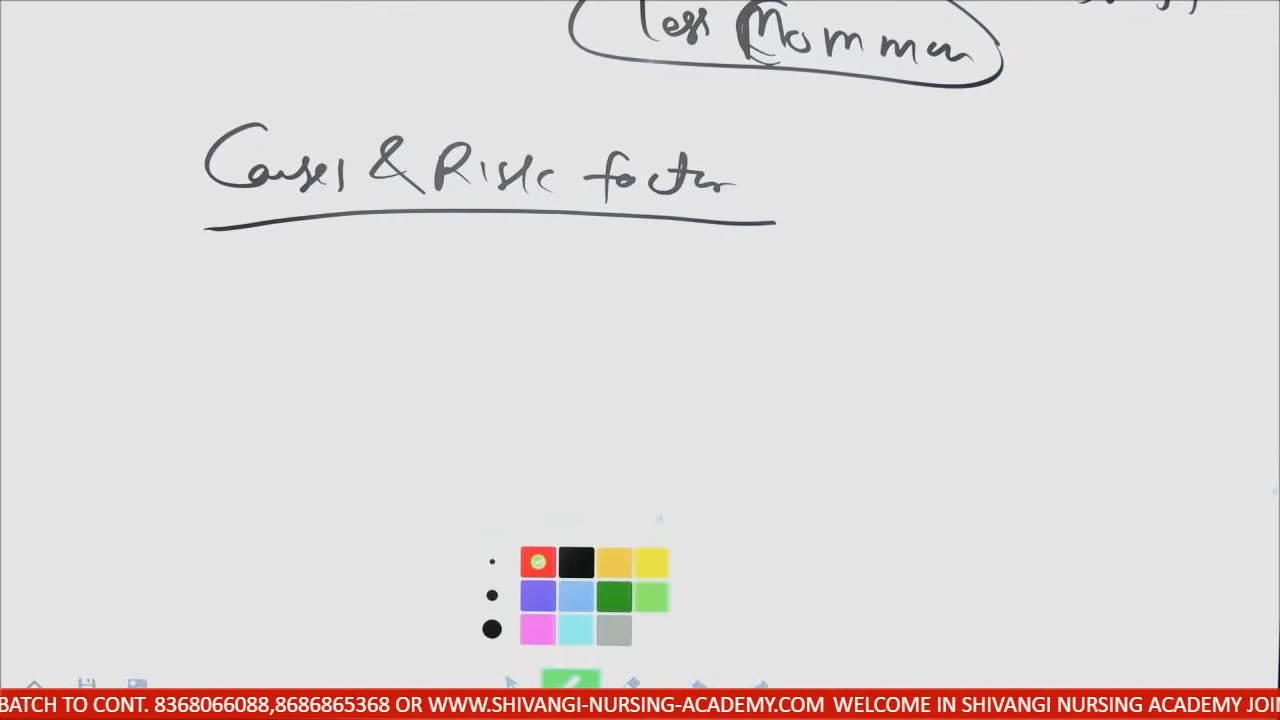 Less Common
Causes & Risk factor
BATCH TO CONT. 8368066088,8686865368 OR WWW.SHIVANGI-NURSING-ACADEMY.COM WELCOME IN SHIVANGI NURSING ACADEMY JOI